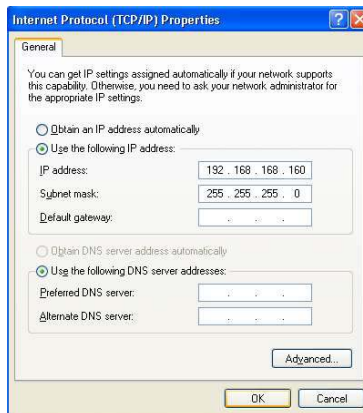 Internet Protocol (TCP/IP) Properties
General
You can get IP settings assigned automatically if your network supports
this capability. Otherwise, you need to ask your network administrator for
the appropriate IP settings.
Obtain an IP address automatically
Use the following IP address:
IP address: 192 . 168 . 168 . 160
Subnet mask: 255 . 255 . 255 . 0
Default gateway: . . .
Obtain DNS server address automatically
Use the following DNS server addresses:
Preferred DNS server: . . .
Alternate DNS server: . . .
Advanced...
OK Cancel